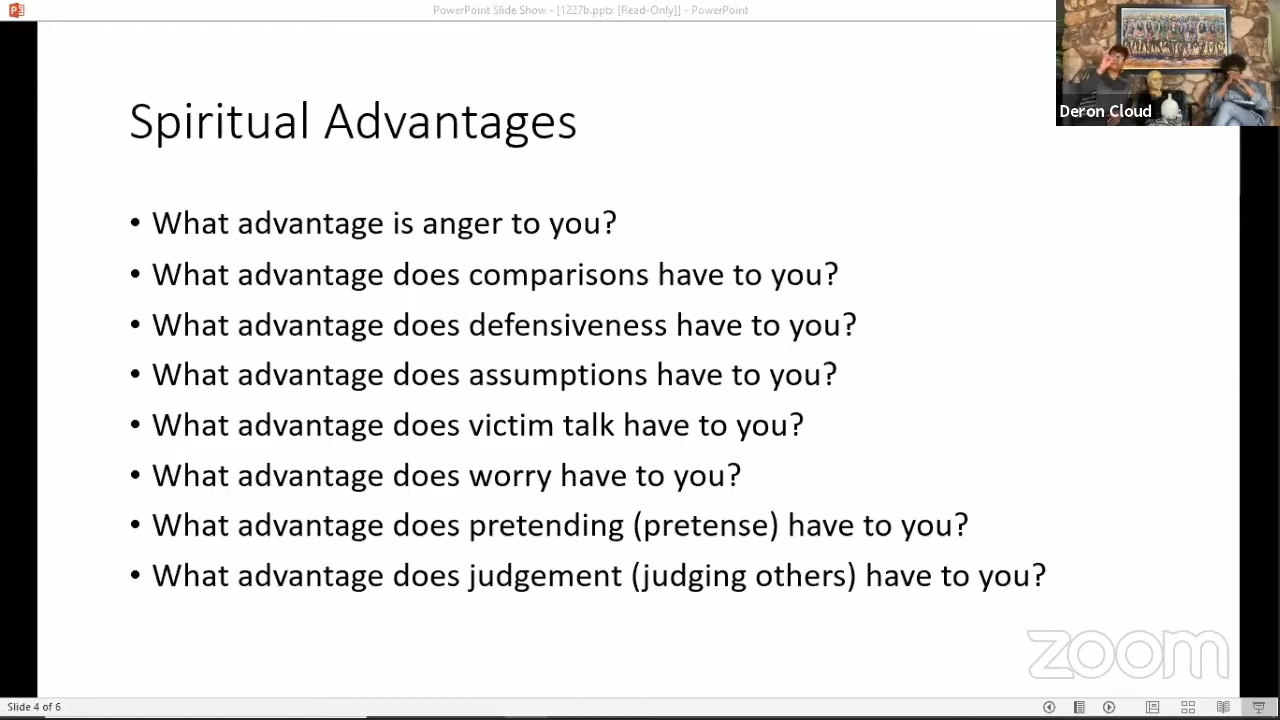 PowerPoint Slide Show - [1227b.pptx [Read-Only]] - PowerPoint
Deron Cloud
Spiritual Advantages
• What advantage is anger to you?
• What advantage does comparisons have to you?
• What advantage does defensiveness have to you?
• What advantage does assumptions have to you?
• What advantage does victim talk have to you?
• What advantage does worry have to you?
• What advantage does pretending (pretense) have to you?
• What advantage does judgement (judging others) have to you?
zoom
Slide 4 of 6